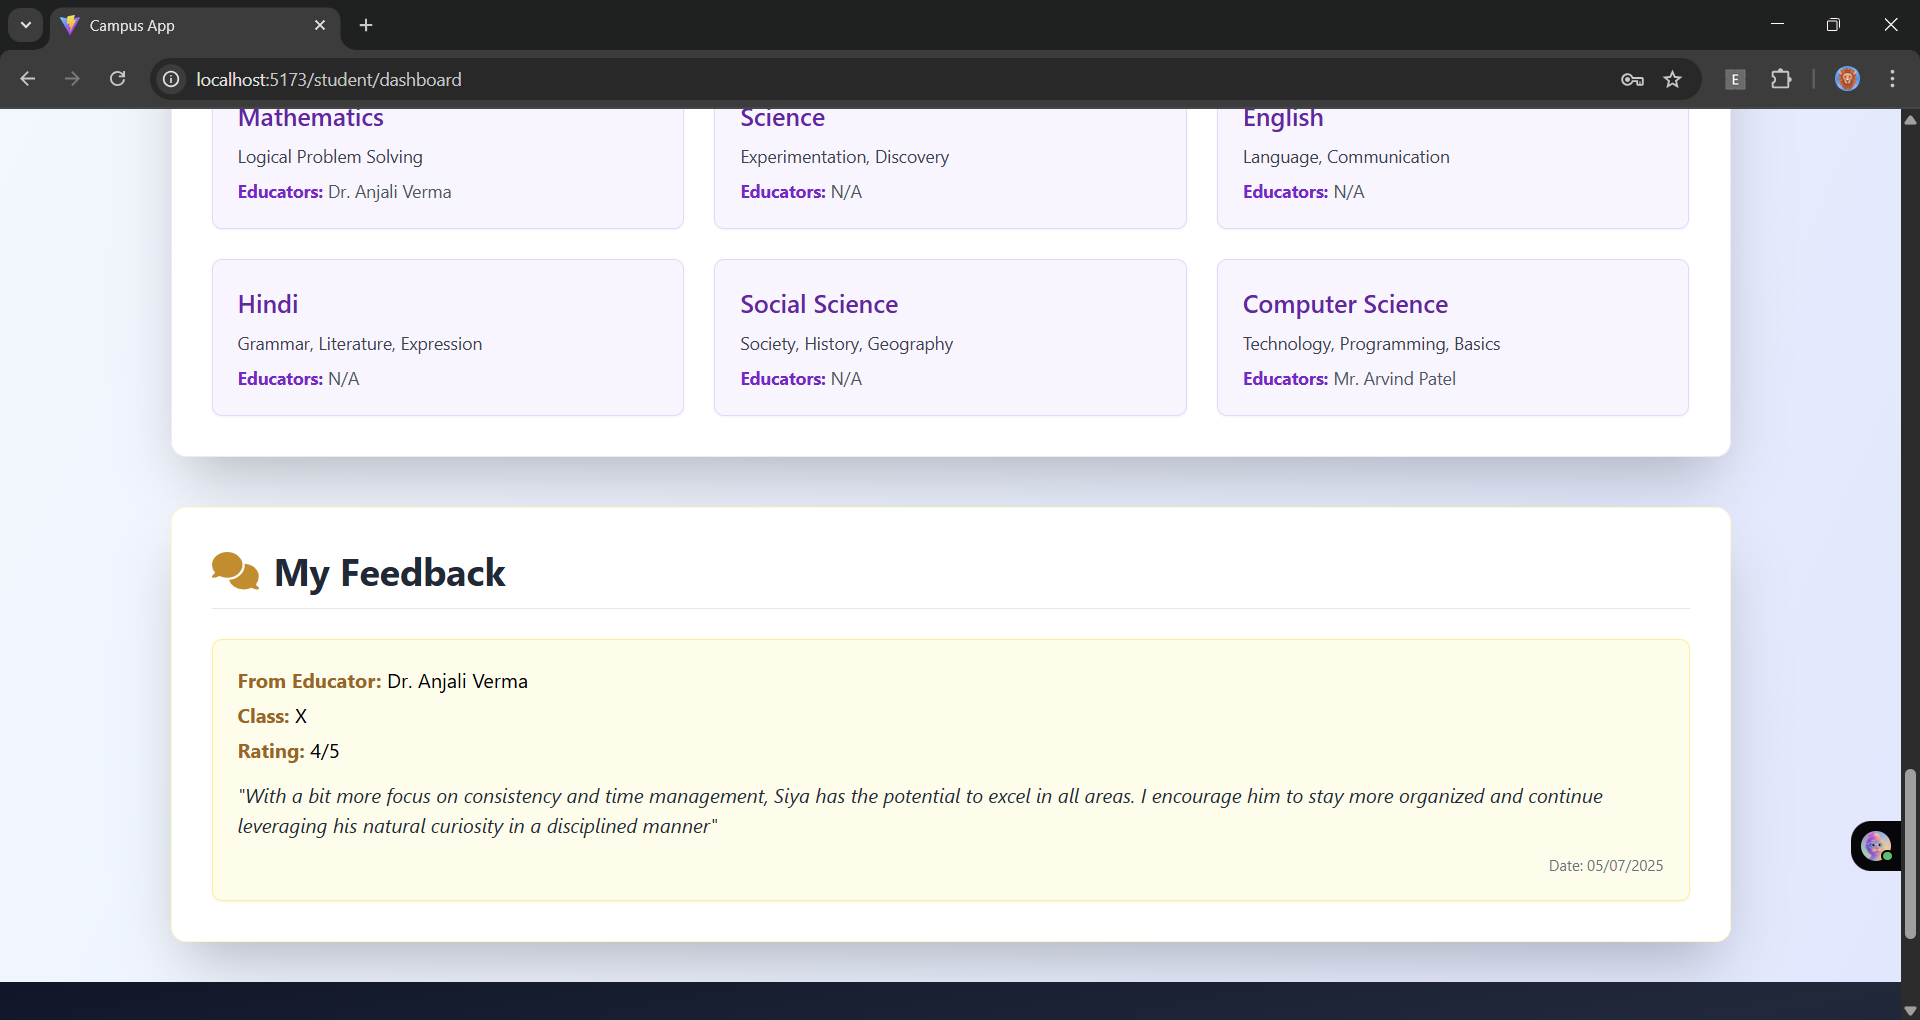 Campus App
localhost:5173/student/dashboard
E
Mathematics
Logical Problem Solving
Educators: Dr. Anjali Verma
Science
Experimentation, Discovery
Educators: N/A
English
Language, Communication
Educators: N/A
Hindi
Grammar, Literature, Expression
Educators: N/A
Social Science
Society, History, Geography
Educators: N/A
Computer Science
Technology, Programming, Basics
Educators: Mr. Arvind Patel
My Feedback
From Educator: Dr. Anjali Verma
Class: X
Rating: 4/5
"With a bit more focus on consistency and time management, Siya has the potential to excel in all areas. I encourage him to stay more organized and continue
leveraging his natural curiosity in a disciplined manner"
Date: 05/07/2025